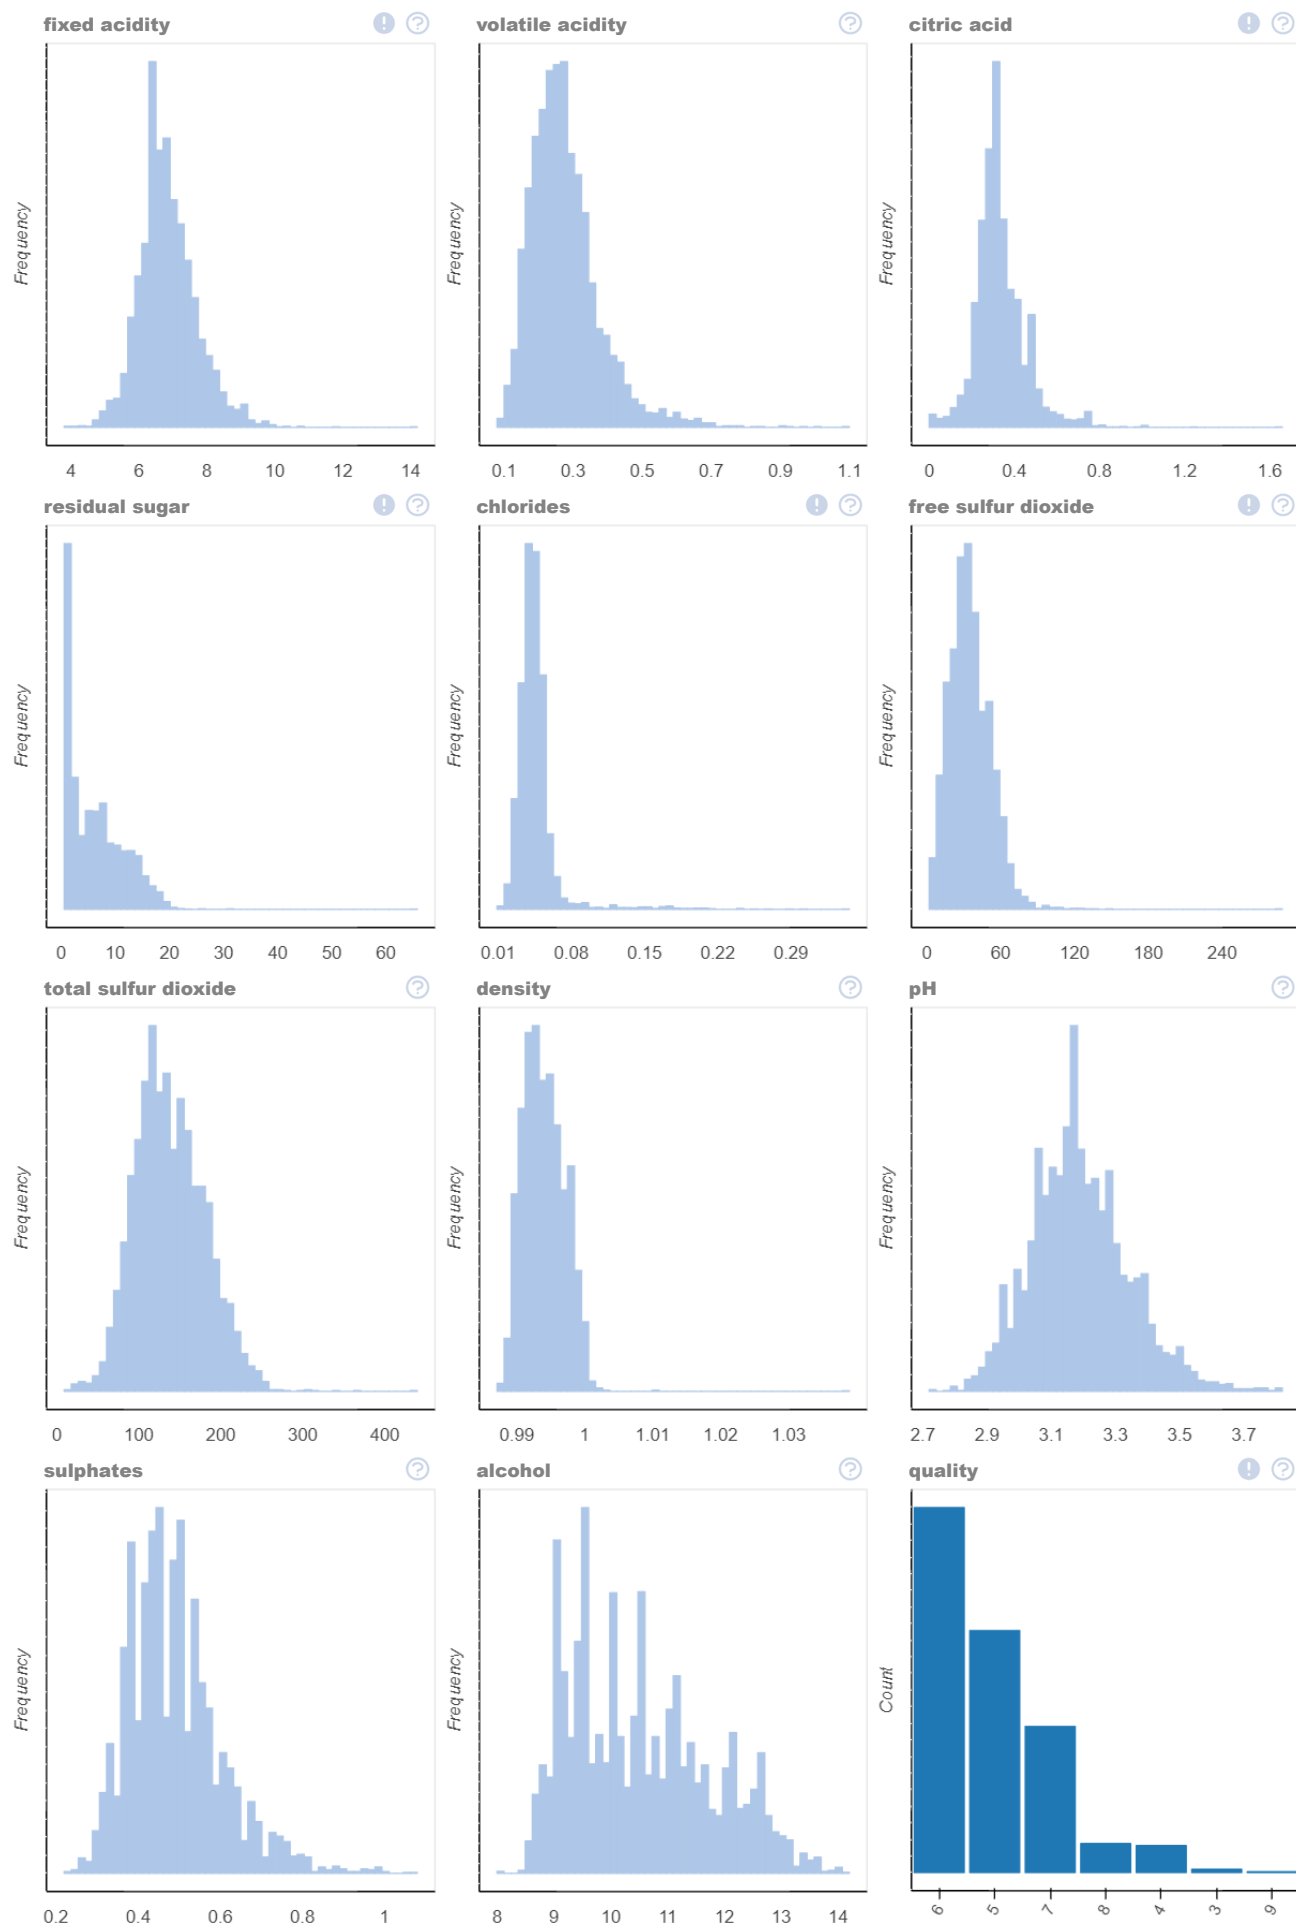 fixed acidity ! ?
volatile acidity ?
citric acid ! ?
Frequency
Frequency
Frequency
4 6 8 10 12 14
0.1 0.3 0.5 0.7 0.9 1.1
0 0.4 0.8 1.2 1.6
residual sugar ! ?
chlorides ! ?
free sulfur dioxide ! ?
Frequency
Frequency
Frequency
0 10 20 30 40 50 60
0.01 0.08 0.15 0.22 0.29
0 60 120 180 240
total sulfur dioxide ?
density ?
pH ?
Frequency
Frequency
Frequency
0 100 200 300 400
0.99 1 1.01 1.02 1.03
2.7 2.9 3.1 3.3 3.5 3.7
sulphates ?
alcohol ?
quality ! ?
Frequency
Frequency
Count
0.2 0.4 0.6 0.8 1
8 9 10 11 12 13 14
6 5 7 8 4 3 9